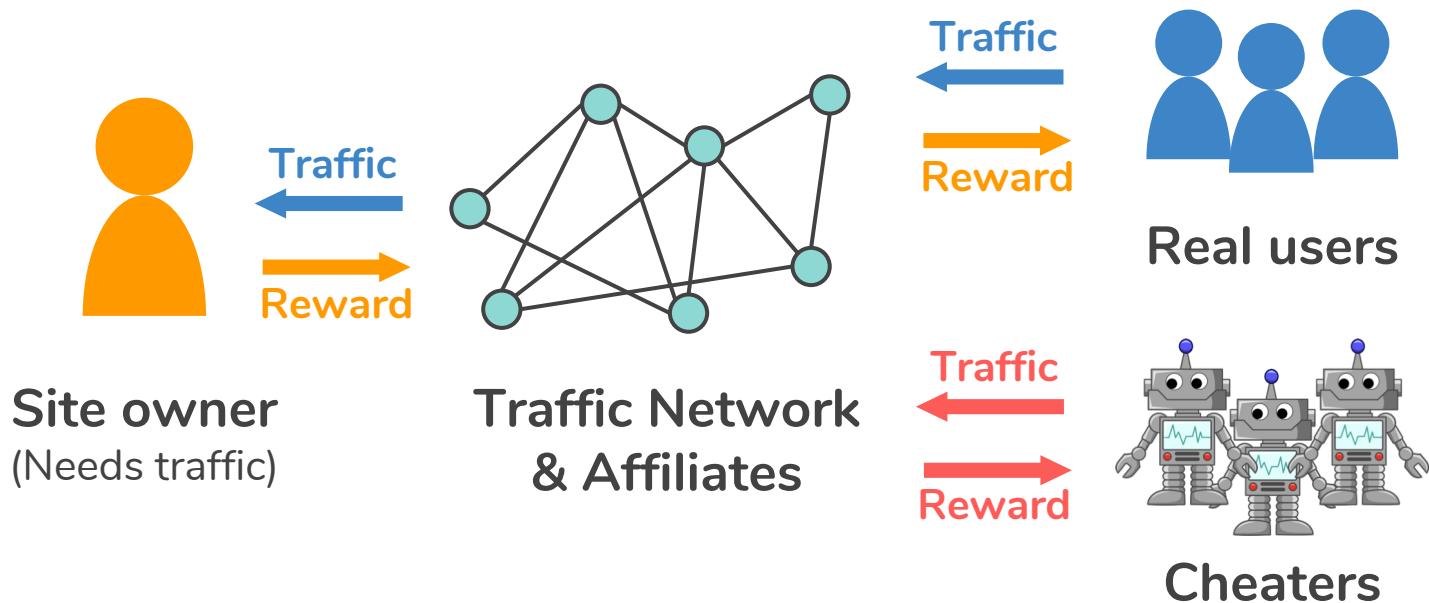 Traffic
Reward
Site owner
(Needs traffic)
Traffic Network
& Affiliates
Traffic
Reward
Real users
Traffic
Reward
Cheaters